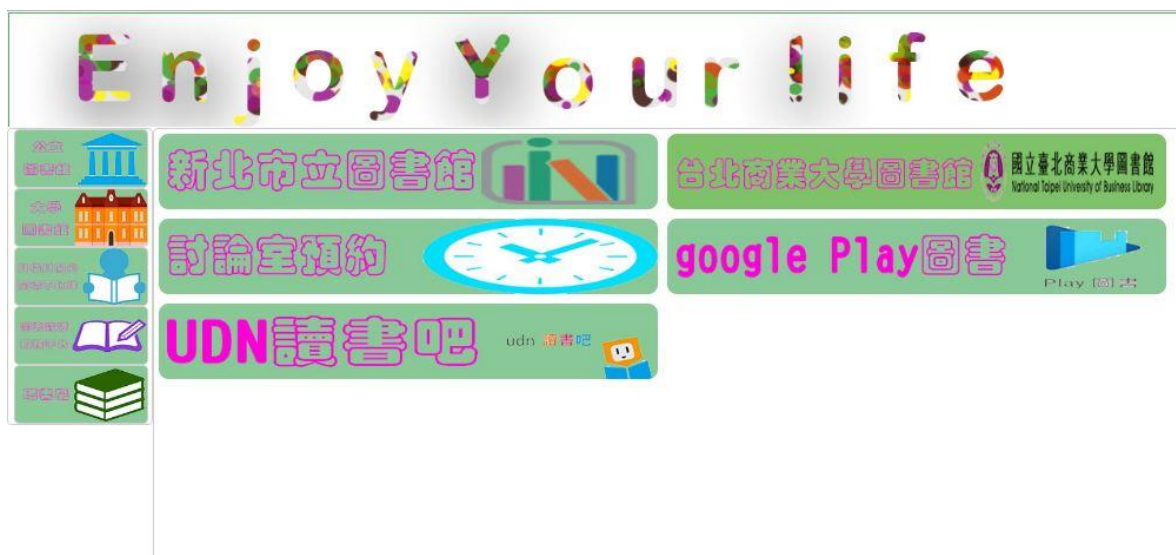 Enjoy Your life
公立
圖書館
大學
圖書館
新北市立圖書館
台北商業大學圖書館
國立臺北商業大學圖書館
National Taipei University of Business Library
討論室預約
google Play圖書
Play 圖書
UDN讀書吧
udn 讀書吧